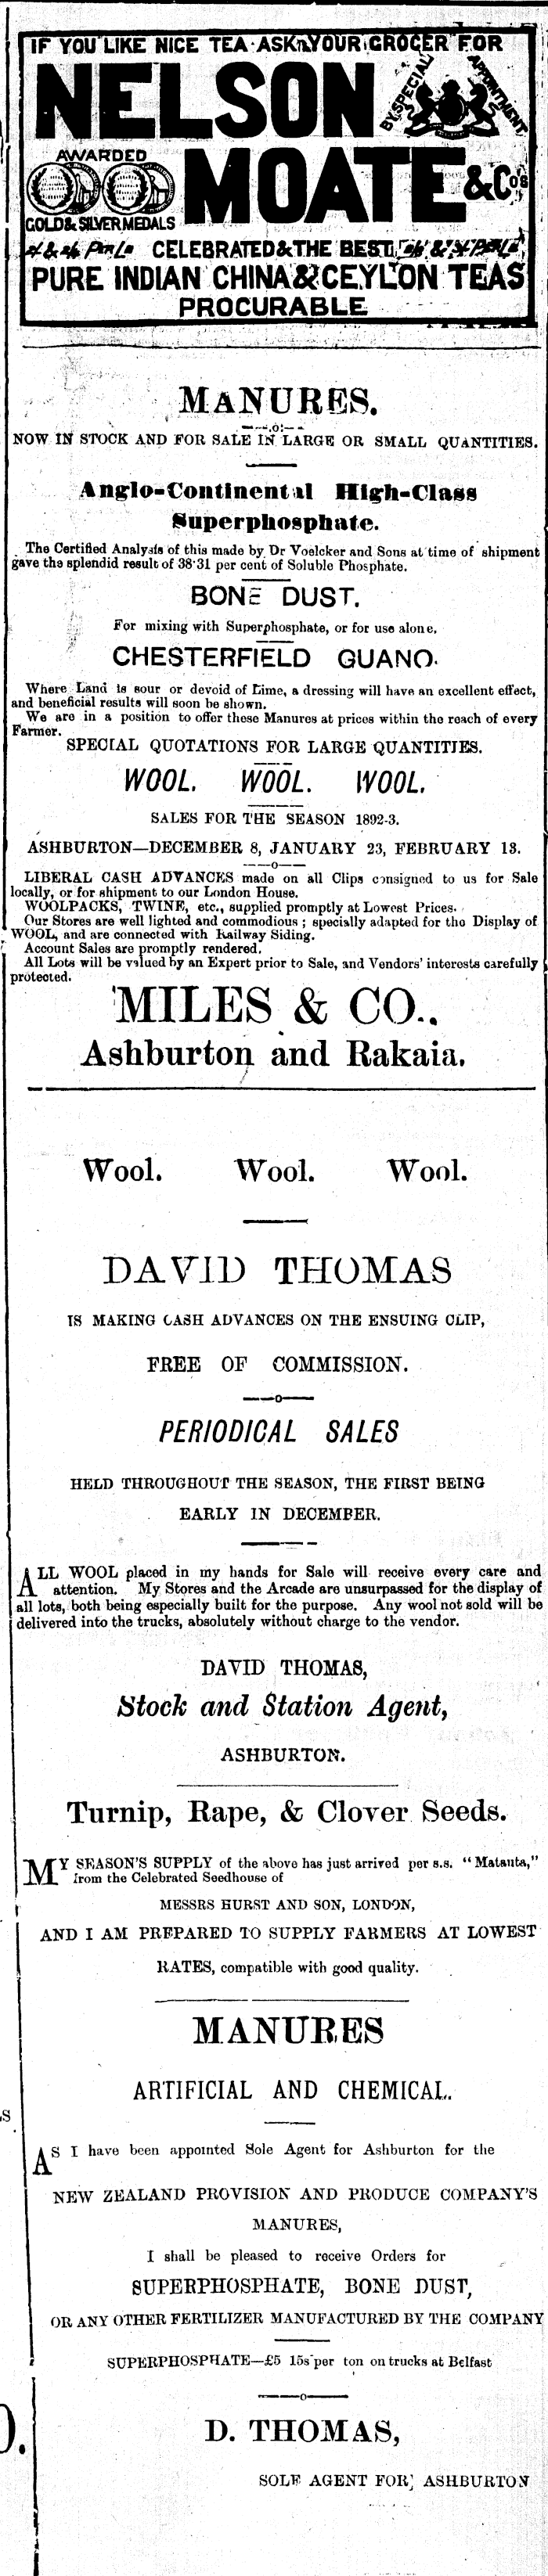 IF YOU LIKE NICE TEA ASK YOUR GROCER FOR
NELSON
BY SPECIAL APPOINTMENT
AWARDED
GOLD & SILVER MEDALS
MOATE & Co's
CELEBRATED & THE BEST
PURE INDIAN CHINA & CEYLON TEAS
PROCURABLE
MANURES.
NOW IN STOCK AND FOR SALE IN LARGE OR SMALL QUANTITIES.
Anglo-Continental High-Class
Superphosphate.
The Certified Analysis of this made by Dr Voelcker and Sons at time of shipment
gave the splendid result of 38·31 per cent of Soluble Phosphate.
BONE DUST.
For mixing with Superphosphate, or for use alone.
CHESTERFIELD GUANO.
Where Land is sour or devoid of Lime, a dressing will have an excellent effect,
and beneficial results will soon be shown.
We are in a position to offer these Manures at prices within the reach of every
Farmer.
SPECIAL QUOTATIONS FOR LARGE QUANTITIES.
WOOL. WOOL. WOOL.
SALES FOR THE SEASON 1892-3.
ASHBURTON—DECEMBER 8, JANUARY 23, FEBRUARY 13.
—o—
LIBERAL CASH ADVANCES made on all Clips consigned to us for Sale
locally, or for shipment to our London House.
WOOLPACKS, TWINE, etc., supplied promptly at Lowest Prices.
Our Stores are well lighted and commodious; specially adapted for the Display of
WOOL, and are connected with Railway Siding.
Account Sales are promptly rendered.
All Lots will be valued by an Expert prior to Sale, and Vendors' interests carefully
protected.
MILES & CO.,
Ashburton and Rakaia.
Wool. Wool. Wool.
DAVID THOMAS
IS MAKING CASH ADVANCES ON THE ENSUING CLIP,
FREE OF COMMISSION.
—o—
PERIODICAL SALES
HELD THROUGHOUT THE SEASON, THE FIRST BEING
EARLY IN DECEMBER.
ALL WOOL placed in my hands for Sale will receive every care and
attention. My Stores and the Arcade are unsurpassed for the display of
all lots, both being especially built for the purpose. Any wool not sold will be
delivered into the trucks, absolutely without charge to the vendor.
DAVID THOMAS,
Stock and Station Agent,
ASHBURTON.
Turnip, Rape, & Clover Seeds.
MY SEASON'S SUPPLY of the above has just arrived per s.s. "Mataura,"
from the Celebrated Seedhouse of
MESSRS HURST AND SON, LONDON,
AND I AM PREPARED TO SUPPLY FARMERS AT LOWEST
RATES, compatible with good quality.
MANURES
ARTIFICIAL AND CHEMICAL.
AS I have been appointed Sole Agent for Ashburton for the
NEW ZEALAND PROVISION AND PRODUCE COMPANY'S
MANURES,
I shall be pleased to receive Orders for
SUPERPHOSPHATE, BONE DUST,
OR ANY OTHER FERTILIZER MANUFACTURED BY THE COMPANY
SUPERPHOSPHATE—£5 15s per ton on trucks at Belfast
—o—
D. THOMAS,
SOLE AGENT FOR ASHBURTON